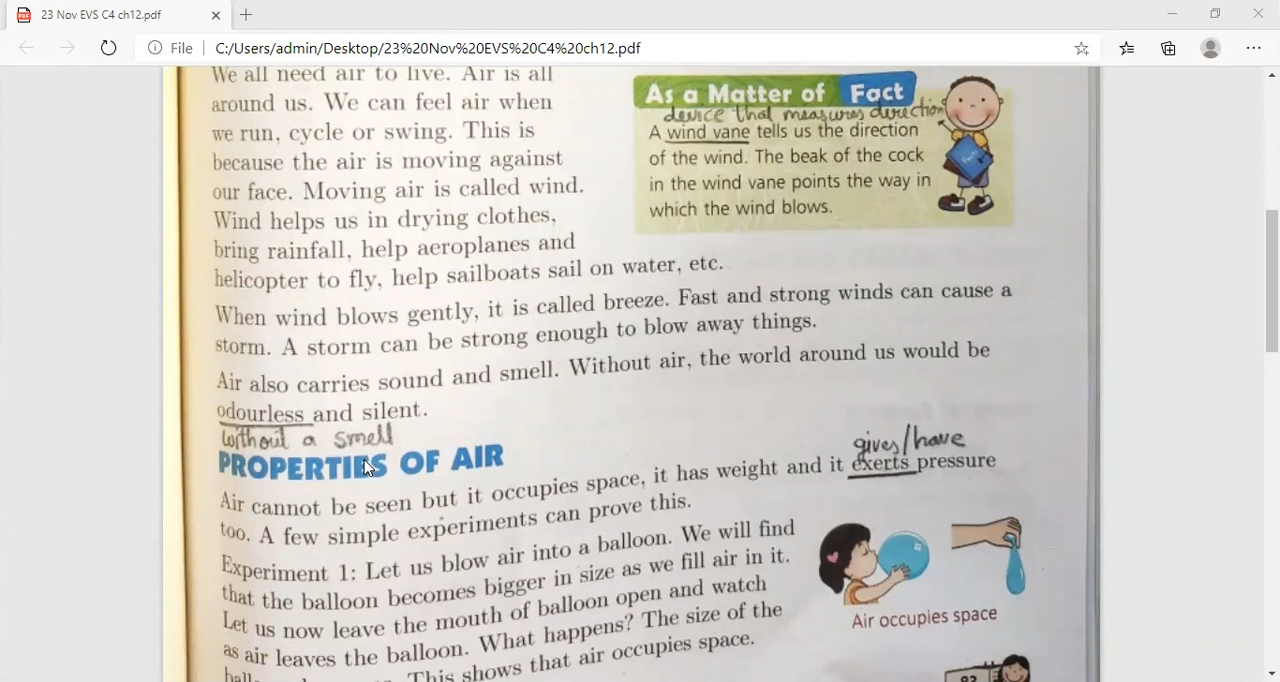 23 Nov EVS C4 ch12.pdf
File
C:/Users/admin/Desktop/23%20Nov%20EVS%20C4%20ch12.pdf
We all need air to live. Air is all
around us. We can feel air when
we run, cycle or swing. This is
because the air is moving against
our face. Moving air is called wind.
Wind helps us in drying clothes,
bring rainfall, help aeroplanes and
helicopter to fly, help sailboats sail on water, etc.
As a Matter of Fact
device that measures direction
A wind vane tells us the direction
of the wind. The beak of the cock
in the wind vane points the way in
which the wind blows.
Facts
When wind blows gently, it is called breeze. Fast and strong winds can cause a
storm. A storm can be strong enough to blow away things.
Air also carries sound and smell. Without air, the world around us would be
odourless and silent.
without a smell
PROPERTIES OF AIR
gives/have
Air cannot be seen but it occupies space, it has weight and it exerts pressure
too. A few simple experiments can prove this.
Experiment 1: Let us blow air into a balloon. We will find
that the balloon becomes bigger in size as we fill air in it.
Let us now leave the mouth of balloon open and watch
as air leaves the balloon. What happens? The size of the
This shows that air occupies space.
Air occupies space